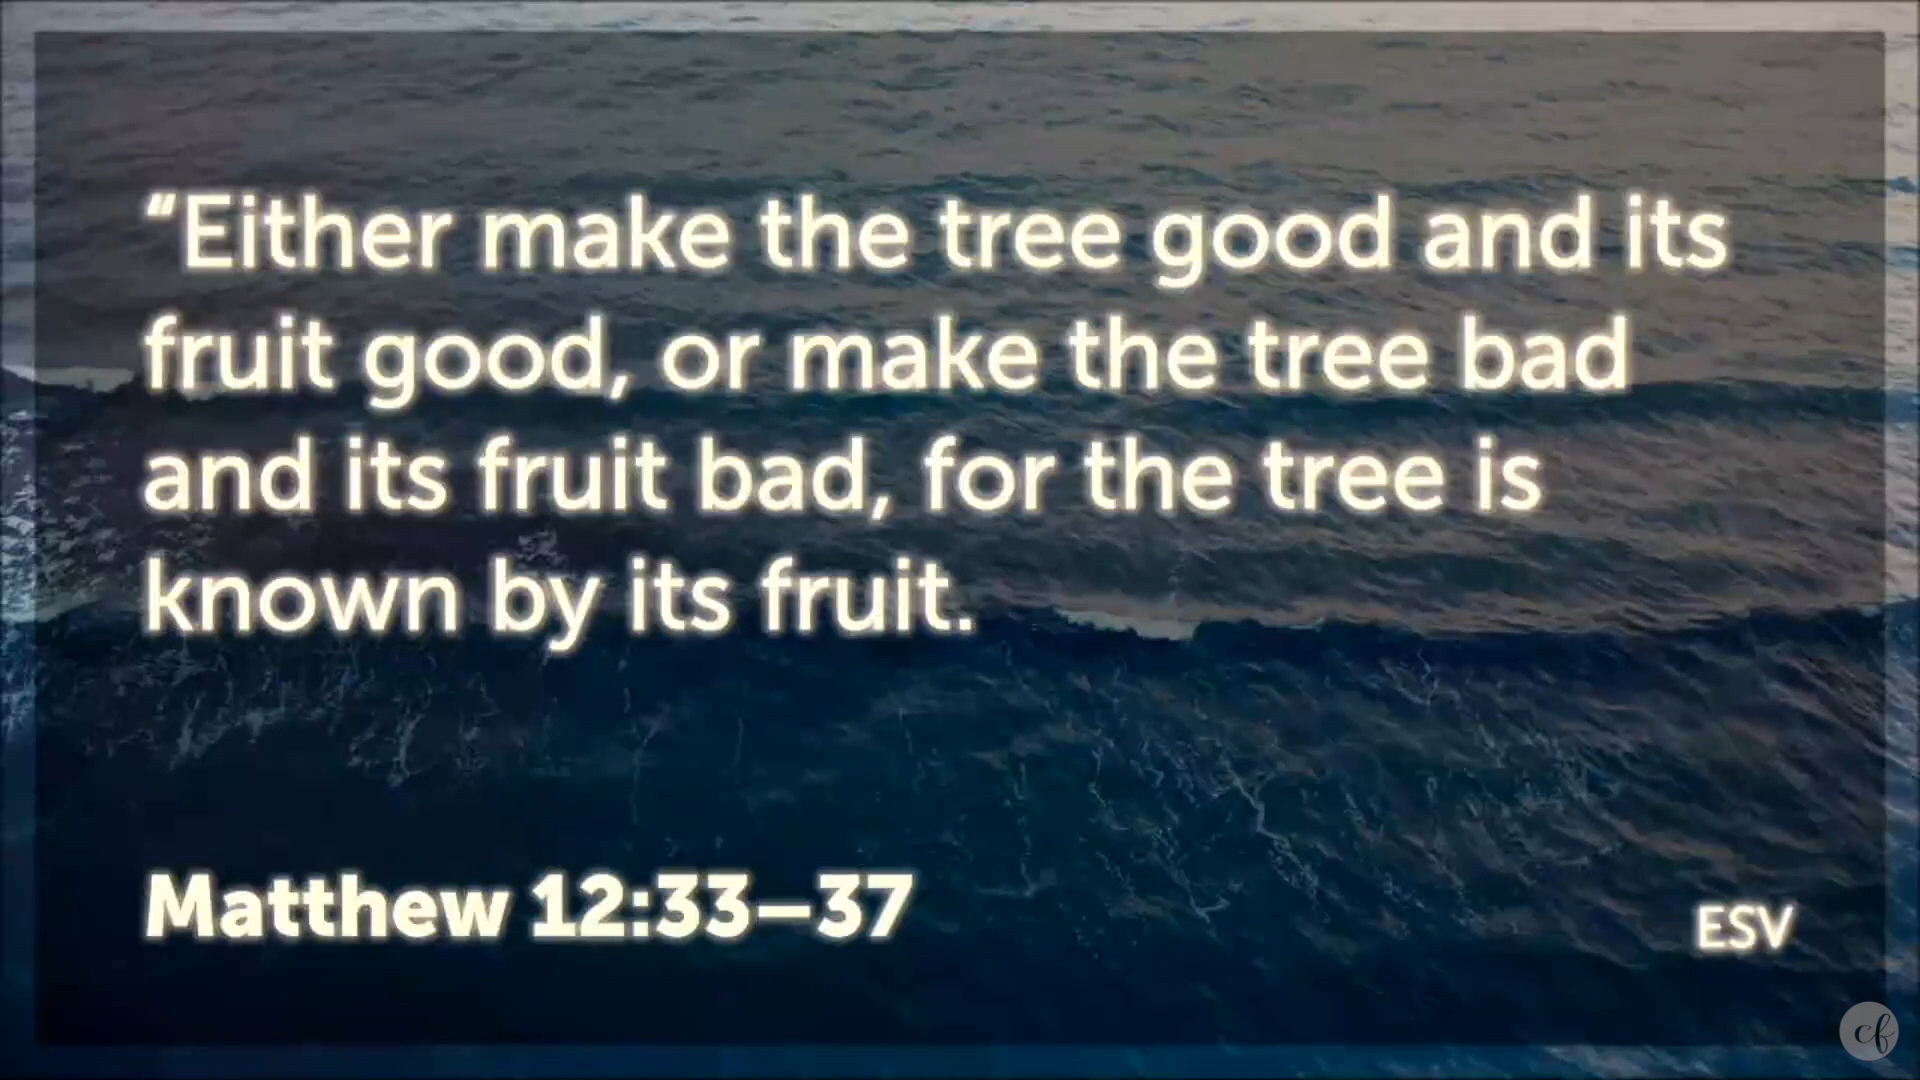 “Either make the tree good and its
fruit good, or make the tree bad
and its fruit bad, for the tree is
known by its fruit.
Matthew 12:33–37
ESV
cf